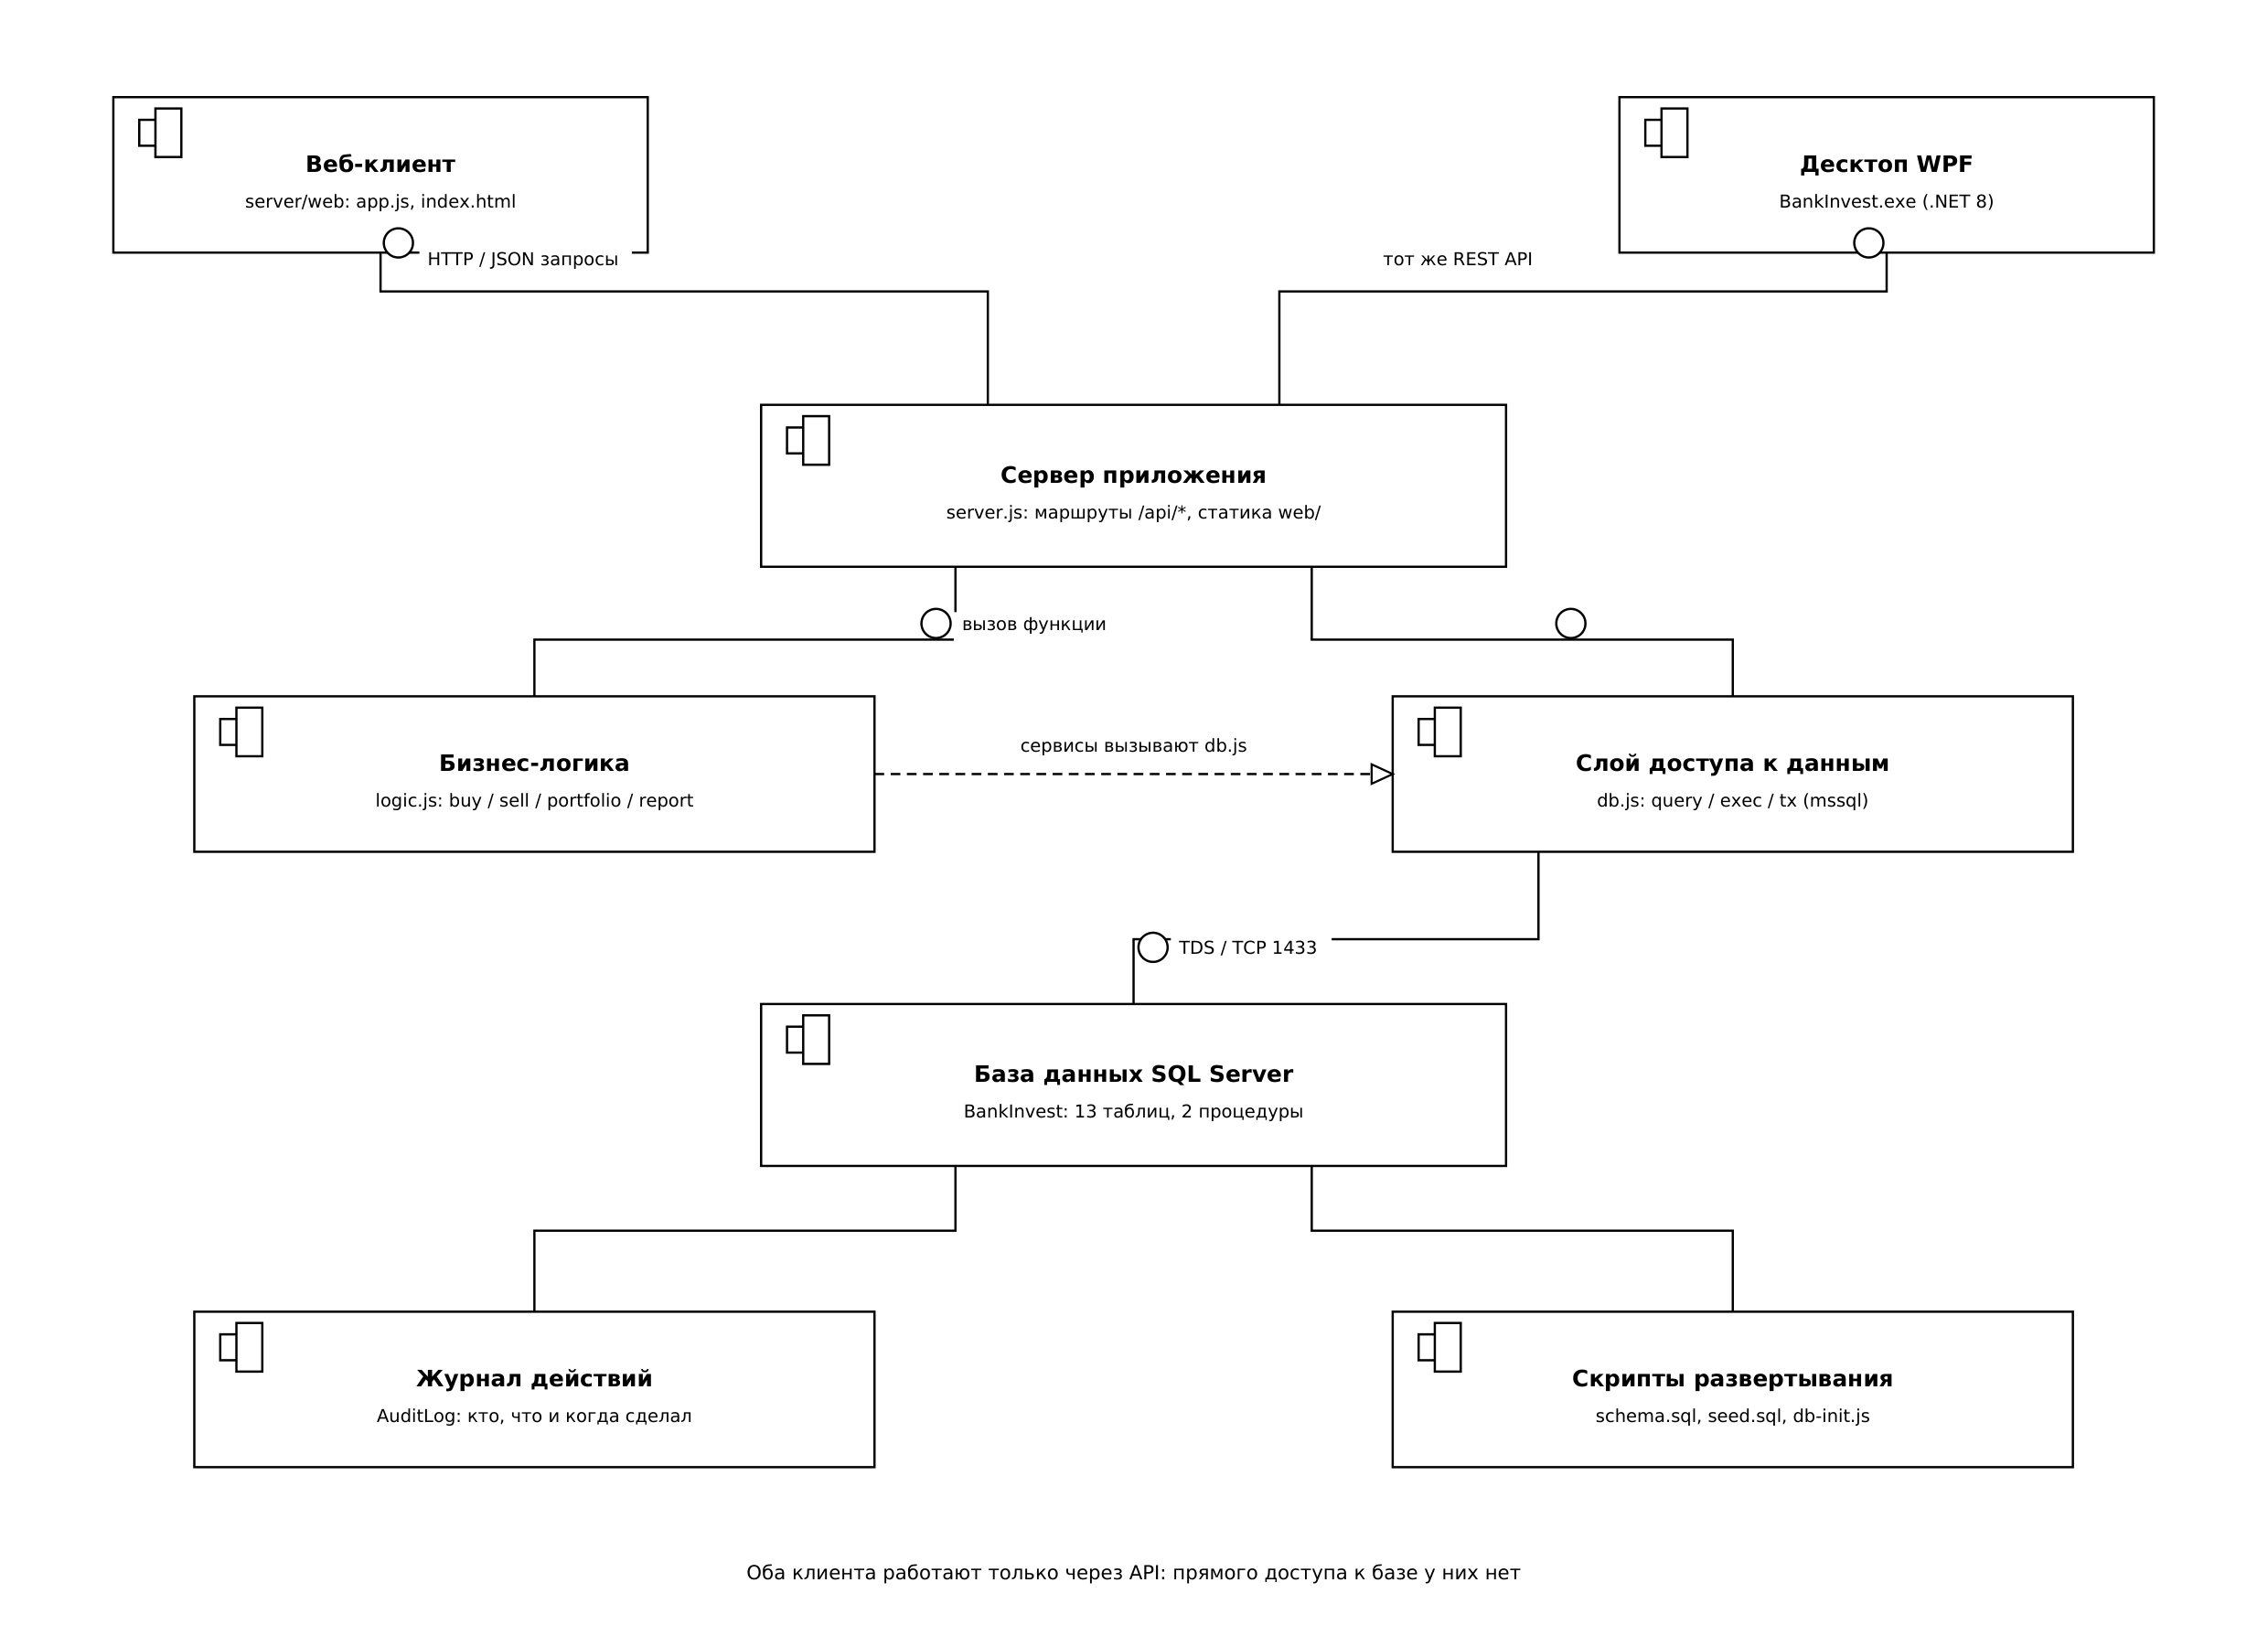 Веб-клиент
server/web: app.js, index.html
Десктоп WPF
BankInvest.exe (.NET 8)
HTTP / JSON запросы
тот же REST API
Сервер приложения
server.js: маршруты /api/*, статика web/
вызов функции
Бизнес-логика
logic.js: buy / sell / portfolio / report
сервисы вызывают db.js
Слой доступа к данным
db.js: query / exec / tx (mssql)
TDS / TCP 1433
База данных SQL Server
BankInvest: 13 таблиц, 2 процедуры
Журнал действий
AuditLog: кто, что и когда сделал
Скрипты развертывания
schema.sql, seed.sql, db-init.js
Оба клиента работают только через API: прямого доступа к базе у них нет